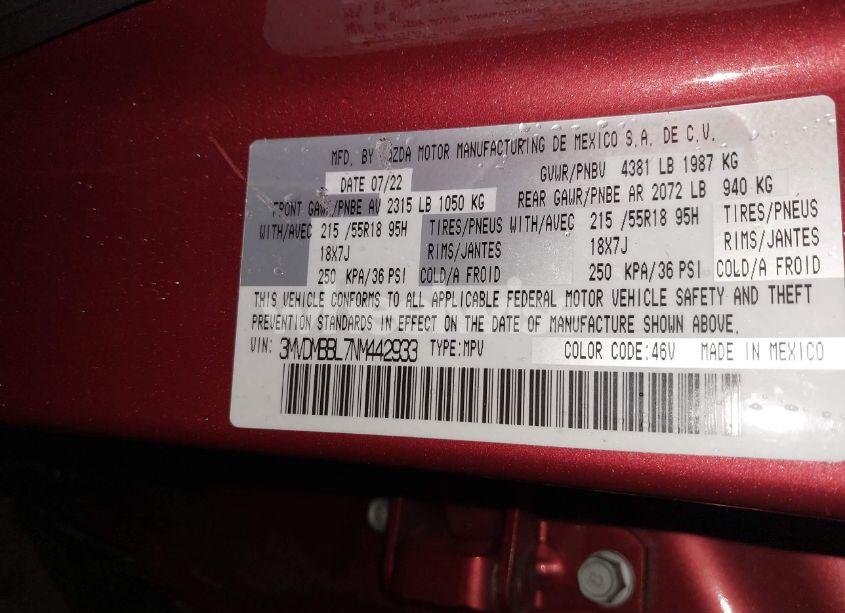 MFD. BY MAZDA MOTOR MANUFACTURING DE MEXICO S.A. DE C.V.
DATE 07/22 GVWR/PNBV 4381 LB 1987 KG
FRONT GAWR/PNBE AV 2315 LB 1050 KG REAR GAWR/PNBE AR 2072 LB 940 KG
WITH/AVEC 215 /55R18 95H TIRES/PNEUS WITH/AVEC 215 /55R18 95H TIRES/PNEUS
18X7J RIMS/JANTES 18X7J RIMS/JANTES
250 KPA/36 PSI COLD/A FROID 250 KPA/36 PSI COLD/A FROID
THIS VEHICLE CONFORMS TO ALL APPLICABLE FEDERAL MOTOR VEHICLE SAFETY AND THEFT
PREVENTION STANDARDS IN EFFECT ON THE DATE OF MANUFACTURE SHOWN ABOVE.
VIN: 3MVDMBBL7NM442933 TYPE:MPV COLOR CODE:46V MADE IN MEXICO